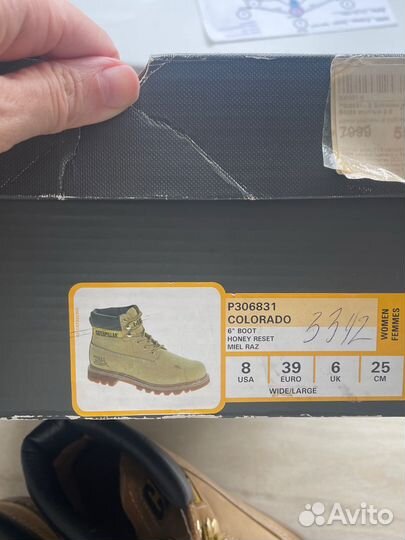 7999
P306831
COLORADO
6" BOOT
HONEY RESET
MIEL RAZ
3342
WOMEN
FEMMES
CATERPILLAR
8 39 6 25
USA EURO UK CM
WIDE/LARGE
Avito